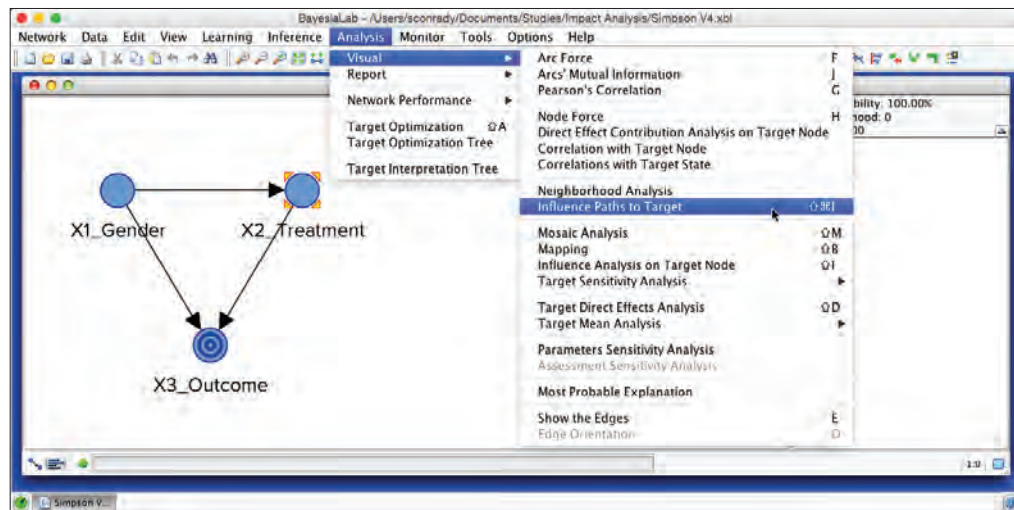 BayesiaLab - /Users/sconrady/Documents/Studies/Impact Analysis/Simpson V4.xbl
Network Data Edit View Learning Inference Analysis Monitor Tools Options Help
Visual
Report
Network Performance
Target Optimization ⇧A
Target Optimization Tree
Target Interpretation Tree
Arc Force F
Arcs' Mutual Information J
Pearson's Correlation G
Node Force H
Direct Effect Contribution Analysis on Target Node
Correlation with Target Node
Correlations with Target State
Neighborhood Analysis
Influence Paths to Target ⇧⌘I
Mosaic Analysis ⇧M
Mapping ⇧B
Influence Analysis on Target Node ⇧I
Target Sensitivity Analysis
Target Direct Effects Analysis ⇧D
Target Mean Analysis
Parameters Sensitivity Analysis
Assessment Sensitivity Analysis
Most Probable Explanation
Show the Edges E
Edge Orientation O
bility: 100.00%
hood: 0
00
X1_Gender
X2_Treatment
X3_Outcome
Simpson V...